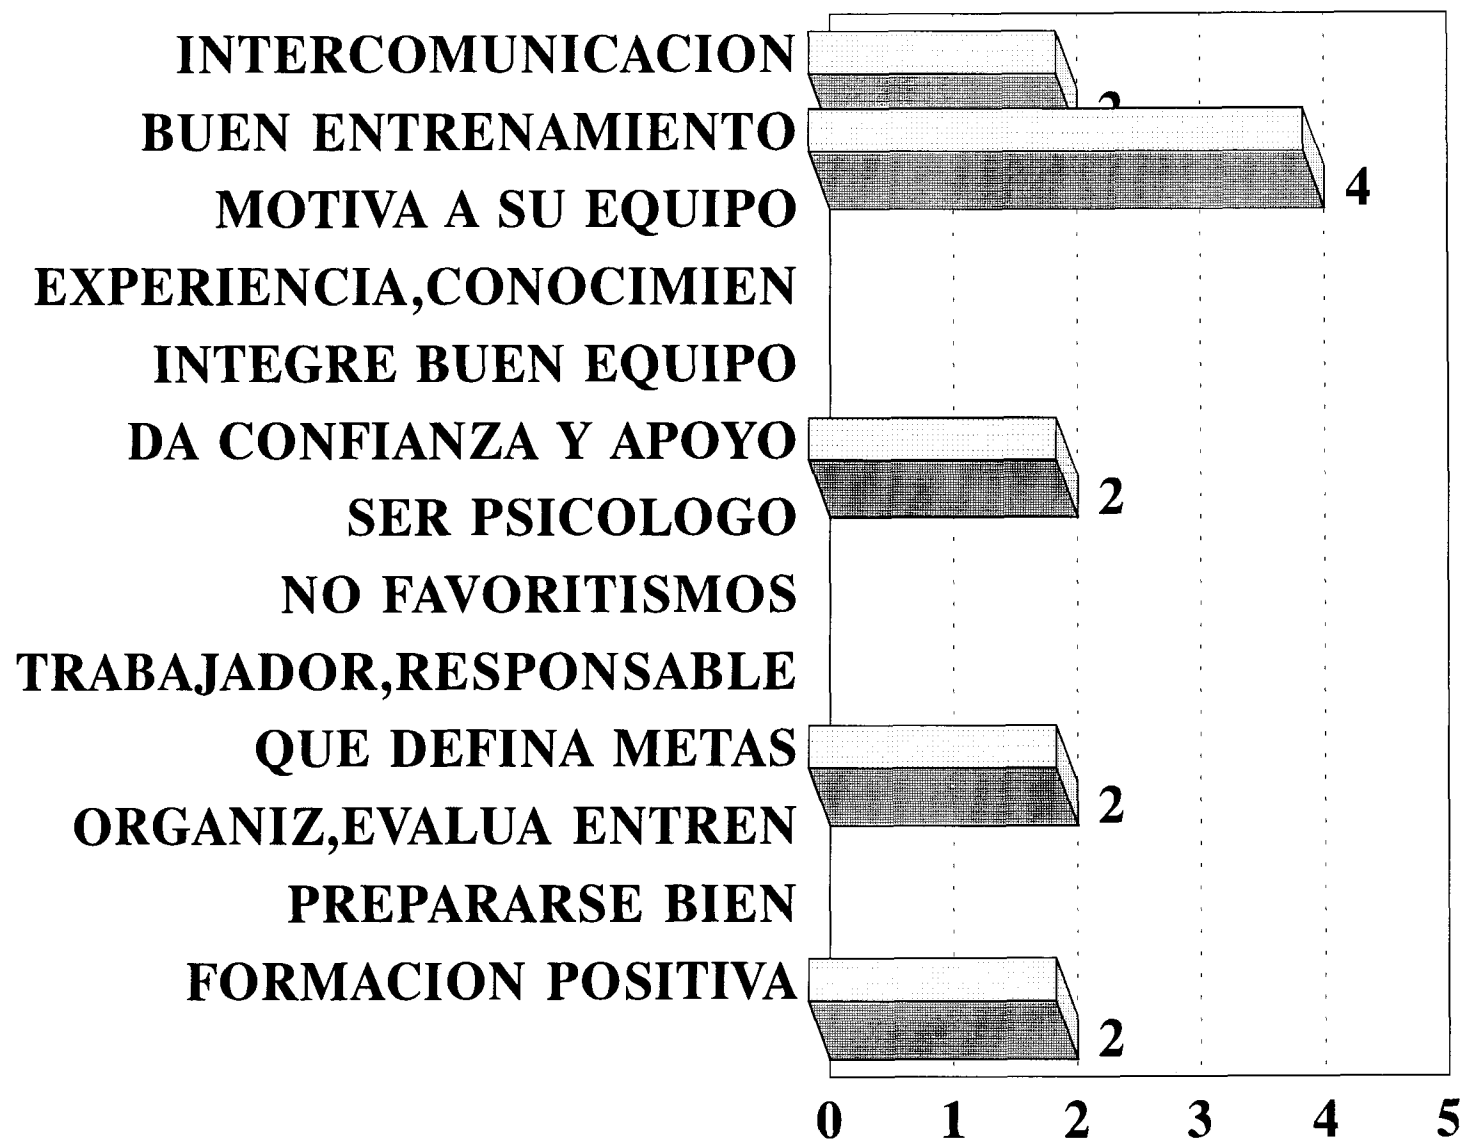 INTERCOMUNICACION
2
BUEN ENTRENAMIENTO
4
MOTIVA A SU EQUIPO
EXPERIENCIA,CONOCIMIEN
INTEGRE BUEN EQUIPO
DA CONFIANZA Y APOYO
2
SER PSICOLOGO
NO FAVORITISMOS
TRABAJADOR,RESPONSABLE
QUE DEFINA METAS
2
ORGANIZ,EVALUA ENTREN
PREPARARSE BIEN
FORMACION POSITIVA
2
0 1 2 3 4 5